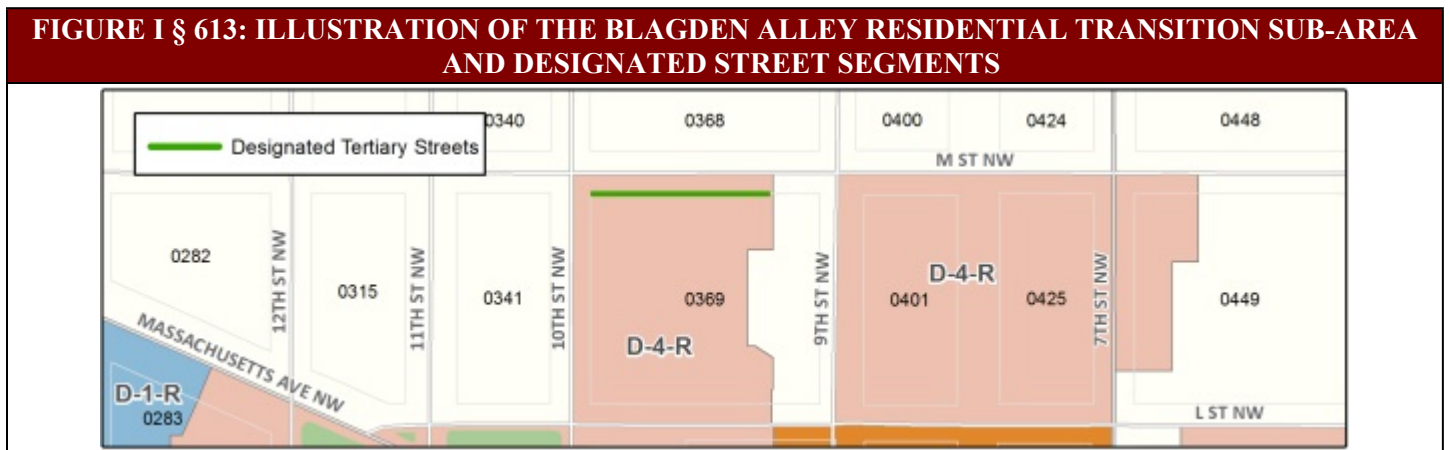 FIGURE I § 613: ILLUSTRATION OF THE BLAGDEN ALLEY RESIDENTIAL TRANSITION SUB-AREA
AND DESIGNATED STREET SEGMENTS
Designated Tertiary Streets
0340
0368
0400
0424
0448
M ST NW
0282
12TH ST NW
0315
11TH ST NW
0341
10TH ST NW
0369
D-4-R
9TH ST NW
0401
D-4-R
0425
7TH ST NW
0449
MASSACHUSETTS AVE NW
D-1-R
0283
L ST NW